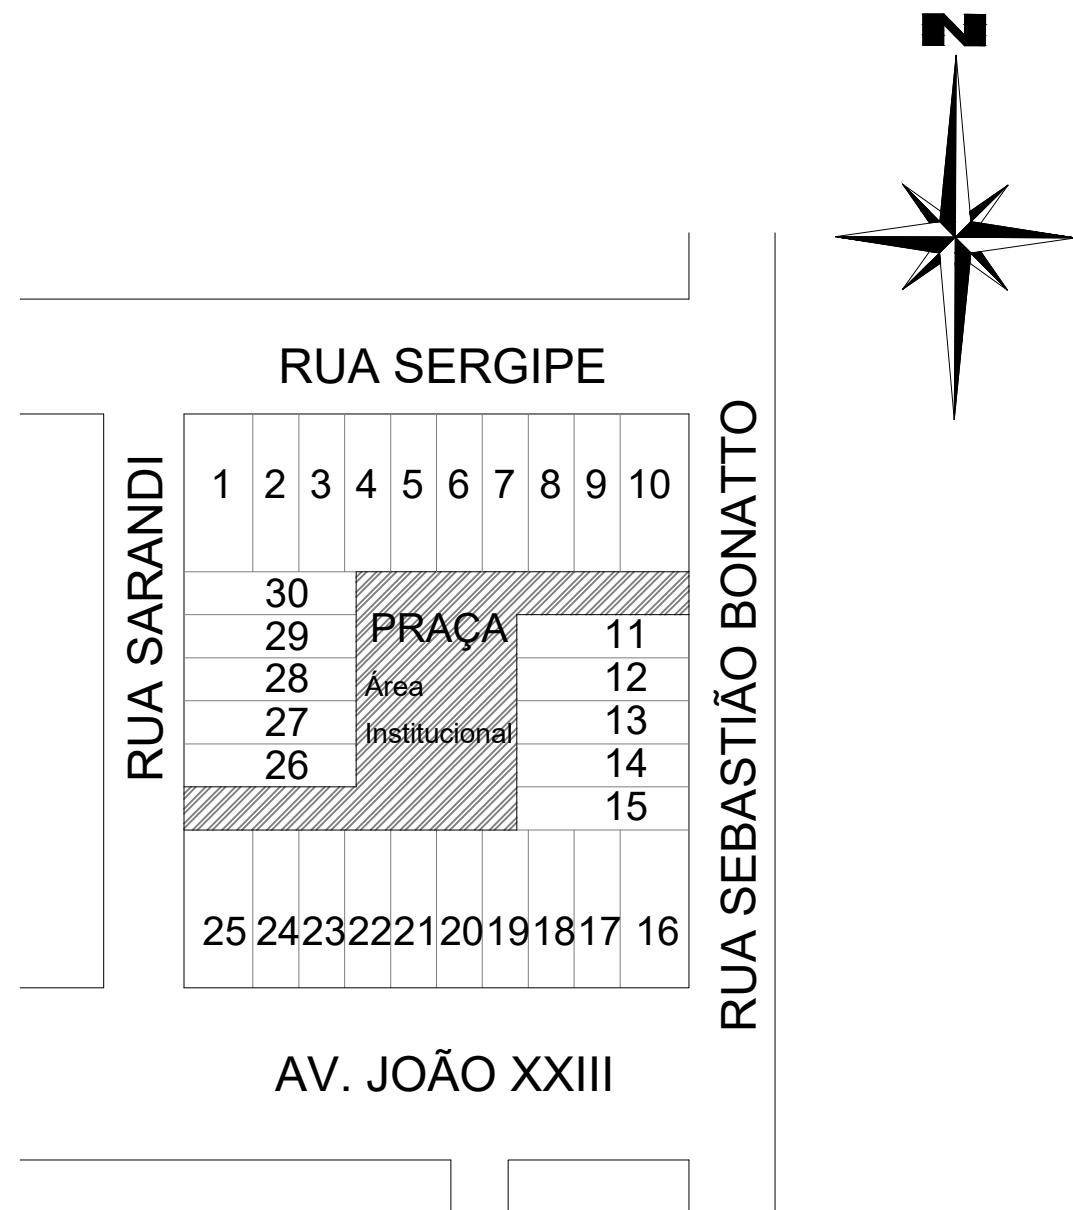 N
RUA SERGIPE
RUA SARANDI
RUA SEBASTIÃO BONATTO
1 2 3 4 5 6 7 8 9 10
30
29
28
27
26
PRAÇA
Área
Institucional
11
12
13
14
15
25 24 23 22 21 20 19 18 17 16
AV. JOÃO XXIII